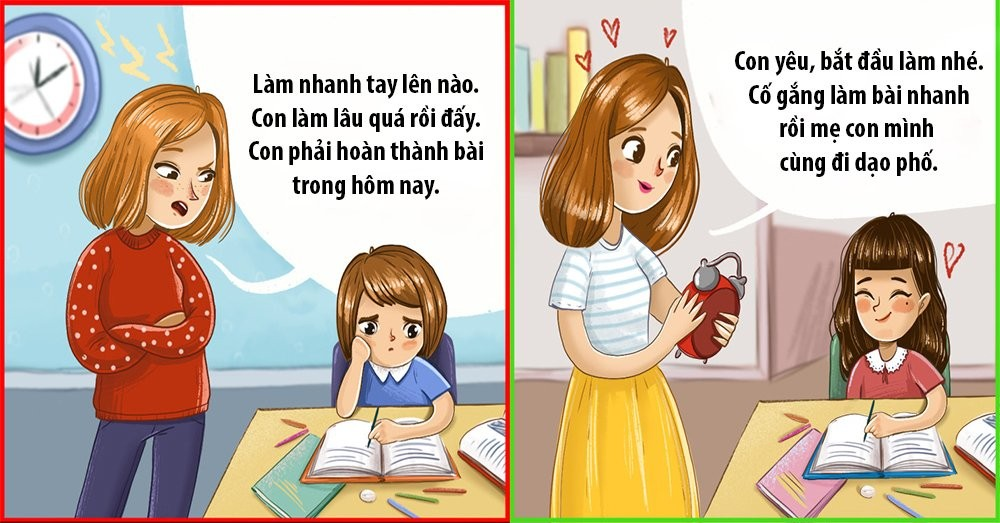 Làm nhanh tay lên nào.
Con làm lâu quá rồi đấy.
Con phải hoàn thành bài
trong hôm nay.
Con yêu, bắt đầu làm nhé.
Cố gắng làm bài nhanh
rồi mẹ con mình
cùng đi dạo phố.